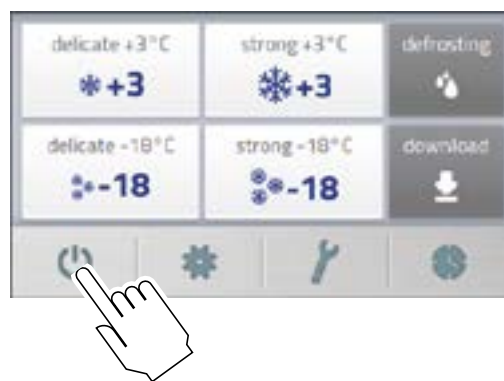 delicate +3°C strong +3°C defrosting
+3 +3
delicate -18°C strong -18°C download
-18 -18